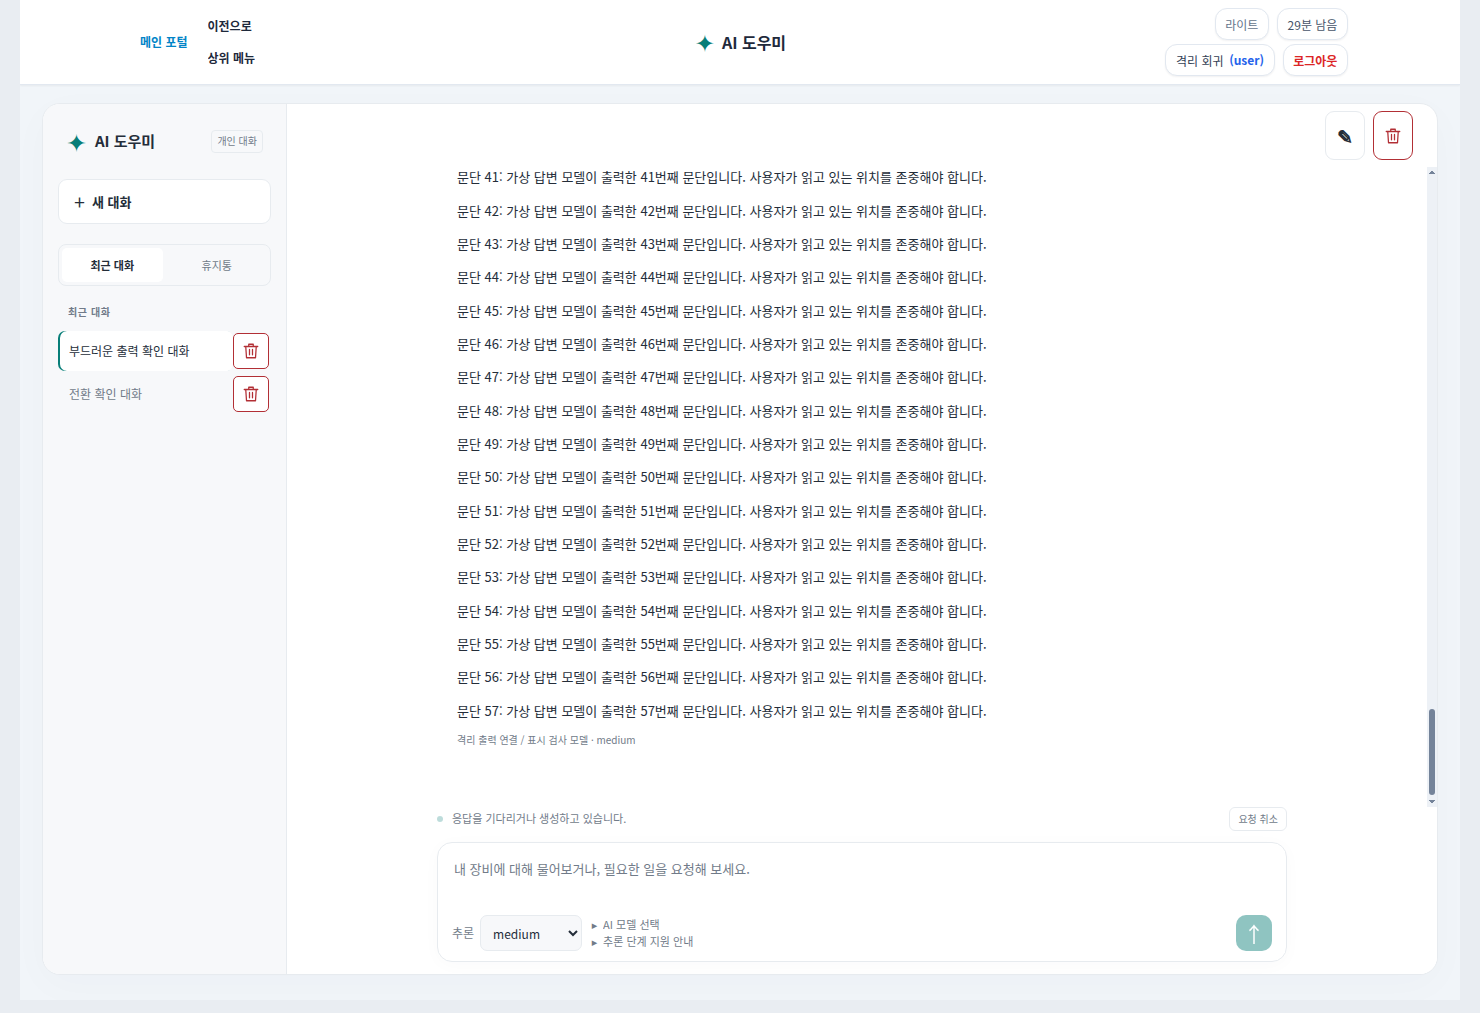 메인 포털
이전으로
상위 메뉴
AI 도우미
라이트
29분 남음
격리 회귀 (user)
로그아웃
AI 도우미
개인 대화
+ 새 대화
최근 대화
휴지통
최근 대화
부드러운 출력 확인 대화
전환 확인 대화
문단 41: 가상 답변 모델이 출력한 41번째 문단입니다. 사용자가 읽고 있는 위치를 존중해야 합니다.
문단 42: 가상 답변 모델이 출력한 42번째 문단입니다. 사용자가 읽고 있는 위치를 존중해야 합니다.
문단 43: 가상 답변 모델이 출력한 43번째 문단입니다. 사용자가 읽고 있는 위치를 존중해야 합니다.
문단 44: 가상 답변 모델이 출력한 44번째 문단입니다. 사용자가 읽고 있는 위치를 존중해야 합니다.
문단 45: 가상 답변 모델이 출력한 45번째 문단입니다. 사용자가 읽고 있는 위치를 존중해야 합니다.
문단 46: 가상 답변 모델이 출력한 46번째 문단입니다. 사용자가 읽고 있는 위치를 존중해야 합니다.
문단 47: 가상 답변 모델이 출력한 47번째 문단입니다. 사용자가 읽고 있는 위치를 존중해야 합니다.
문단 48: 가상 답변 모델이 출력한 48번째 문단입니다. 사용자가 읽고 있는 위치를 존중해야 합니다.
문단 49: 가상 답변 모델이 출력한 49번째 문단입니다. 사용자가 읽고 있는 위치를 존중해야 합니다.
문단 50: 가상 답변 모델이 출력한 50번째 문단입니다. 사용자가 읽고 있는 위치를 존중해야 합니다.
문단 51: 가상 답변 모델이 출력한 51번째 문단입니다. 사용자가 읽고 있는 위치를 존중해야 합니다.
문단 52: 가상 답변 모델이 출력한 52번째 문단입니다. 사용자가 읽고 있는 위치를 존중해야 합니다.
문단 53: 가상 답변 모델이 출력한 53번째 문단입니다. 사용자가 읽고 있는 위치를 존중해야 합니다.
문단 54: 가상 답변 모델이 출력한 54번째 문단입니다. 사용자가 읽고 있는 위치를 존중해야 합니다.
문단 55: 가상 답변 모델이 출력한 55번째 문단입니다. 사용자가 읽고 있는 위치를 존중해야 합니다.
문단 56: 가상 답변 모델이 출력한 56번째 문단입니다. 사용자가 읽고 있는 위치를 존중해야 합니다.
문단 57: 가상 답변 모델이 출력한 57번째 문단입니다. 사용자가 읽고 있는 위치를 존중해야 합니다.
격리 출력 연결 / 표시 검사 모델 · medium
응답을 기다리거나 생성하고 있습니다.
요청 취소
내 장비에 대해 물어보거나, 필요한 일을 요청해 보세요.
추론
medium
▸ AI 모델 선택
▸ 추론 단계 지원 안내